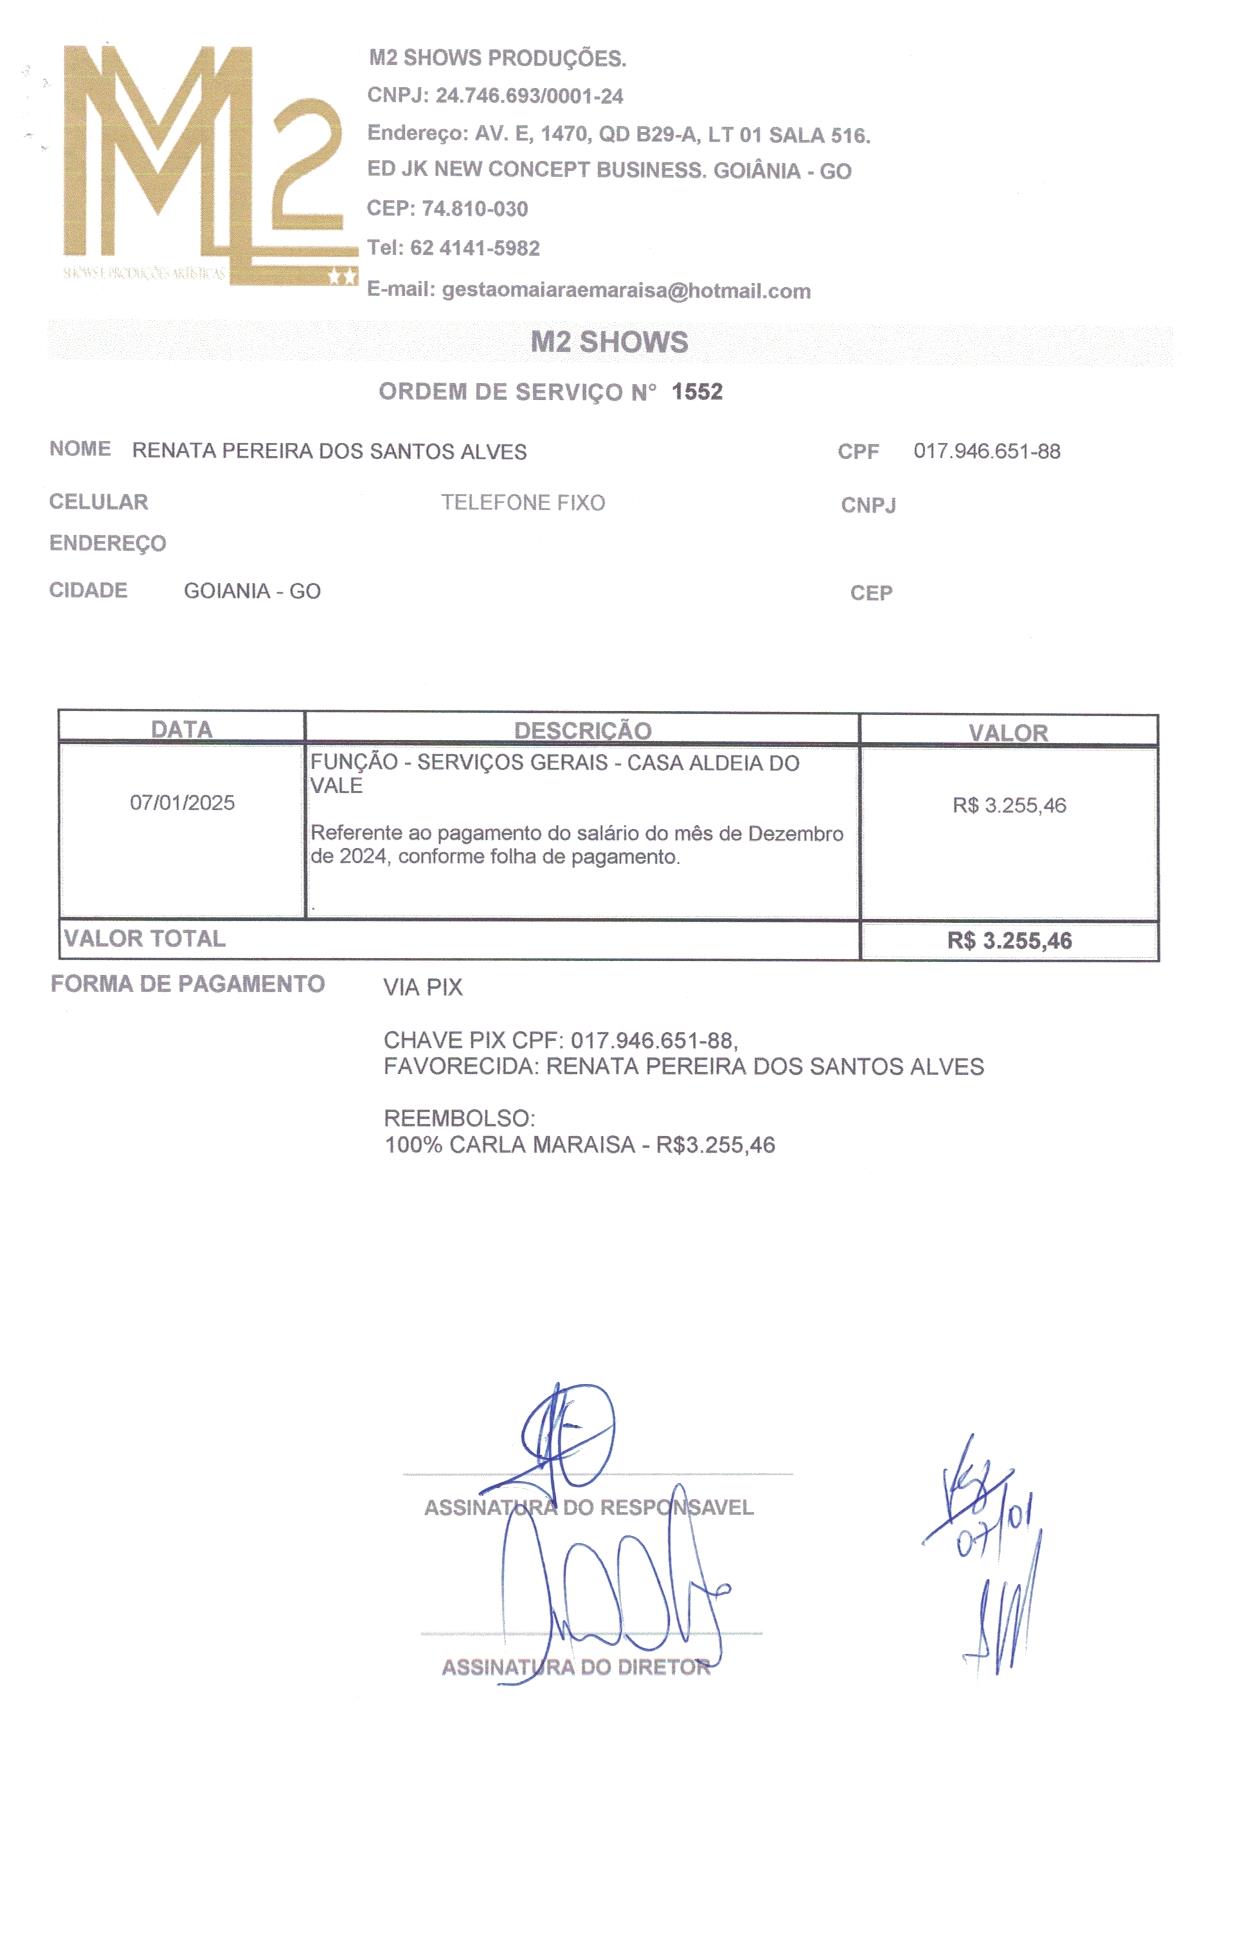 M2 SHOWS PRODUÇÕES.
CNPJ: 24.746.693/0001-24
Endereço: AV. E, 1470, QD B29-A, LT 01 SALA 516.
ED JK NEW CONCEPT BUSINESS. GOIÂNIA - GO
CEP: 74.810-030
Tel: 62 4141-5982
E-mail: gestaomaiaraemaraisa@hotmail.com
M2
SHOWS E PRODUÇÕES ARTÍSTICAS
M2 SHOWS
ORDEM DE SERVIÇO N° 1552
NOME RENATA PEREIRA DOS SANTOS ALVES CPF 017.946.651-88
CELULAR TELEFONE FIXO CNPJ
ENDEREÇO
CIDADE GOIANIA - GO CEP
DATA DESCRIÇÃO VALOR
FUNÇÃO - SERVIÇOS GERAIS - CASA ALDEIA DO
VALE
07/01/2025 R$ 3.255,46
Referente ao pagamento do salário do mês de Dezembro
de 2024, conforme folha de pagamento.
.
VALOR TOTAL R$ 3.255,46
FORMA DE PAGAMENTO VIA PIX
CHAVE PIX CPF: 017.946.651-88,
FAVORECIDA: RENATA PEREIRA DOS SANTOS ALVES
REEMBOLSO:
100% CARLA MARAISA - R$3.255,46
ASSINATURA DO RESPONSAVEL
07/01
ASSINATURA DO DIRETOR